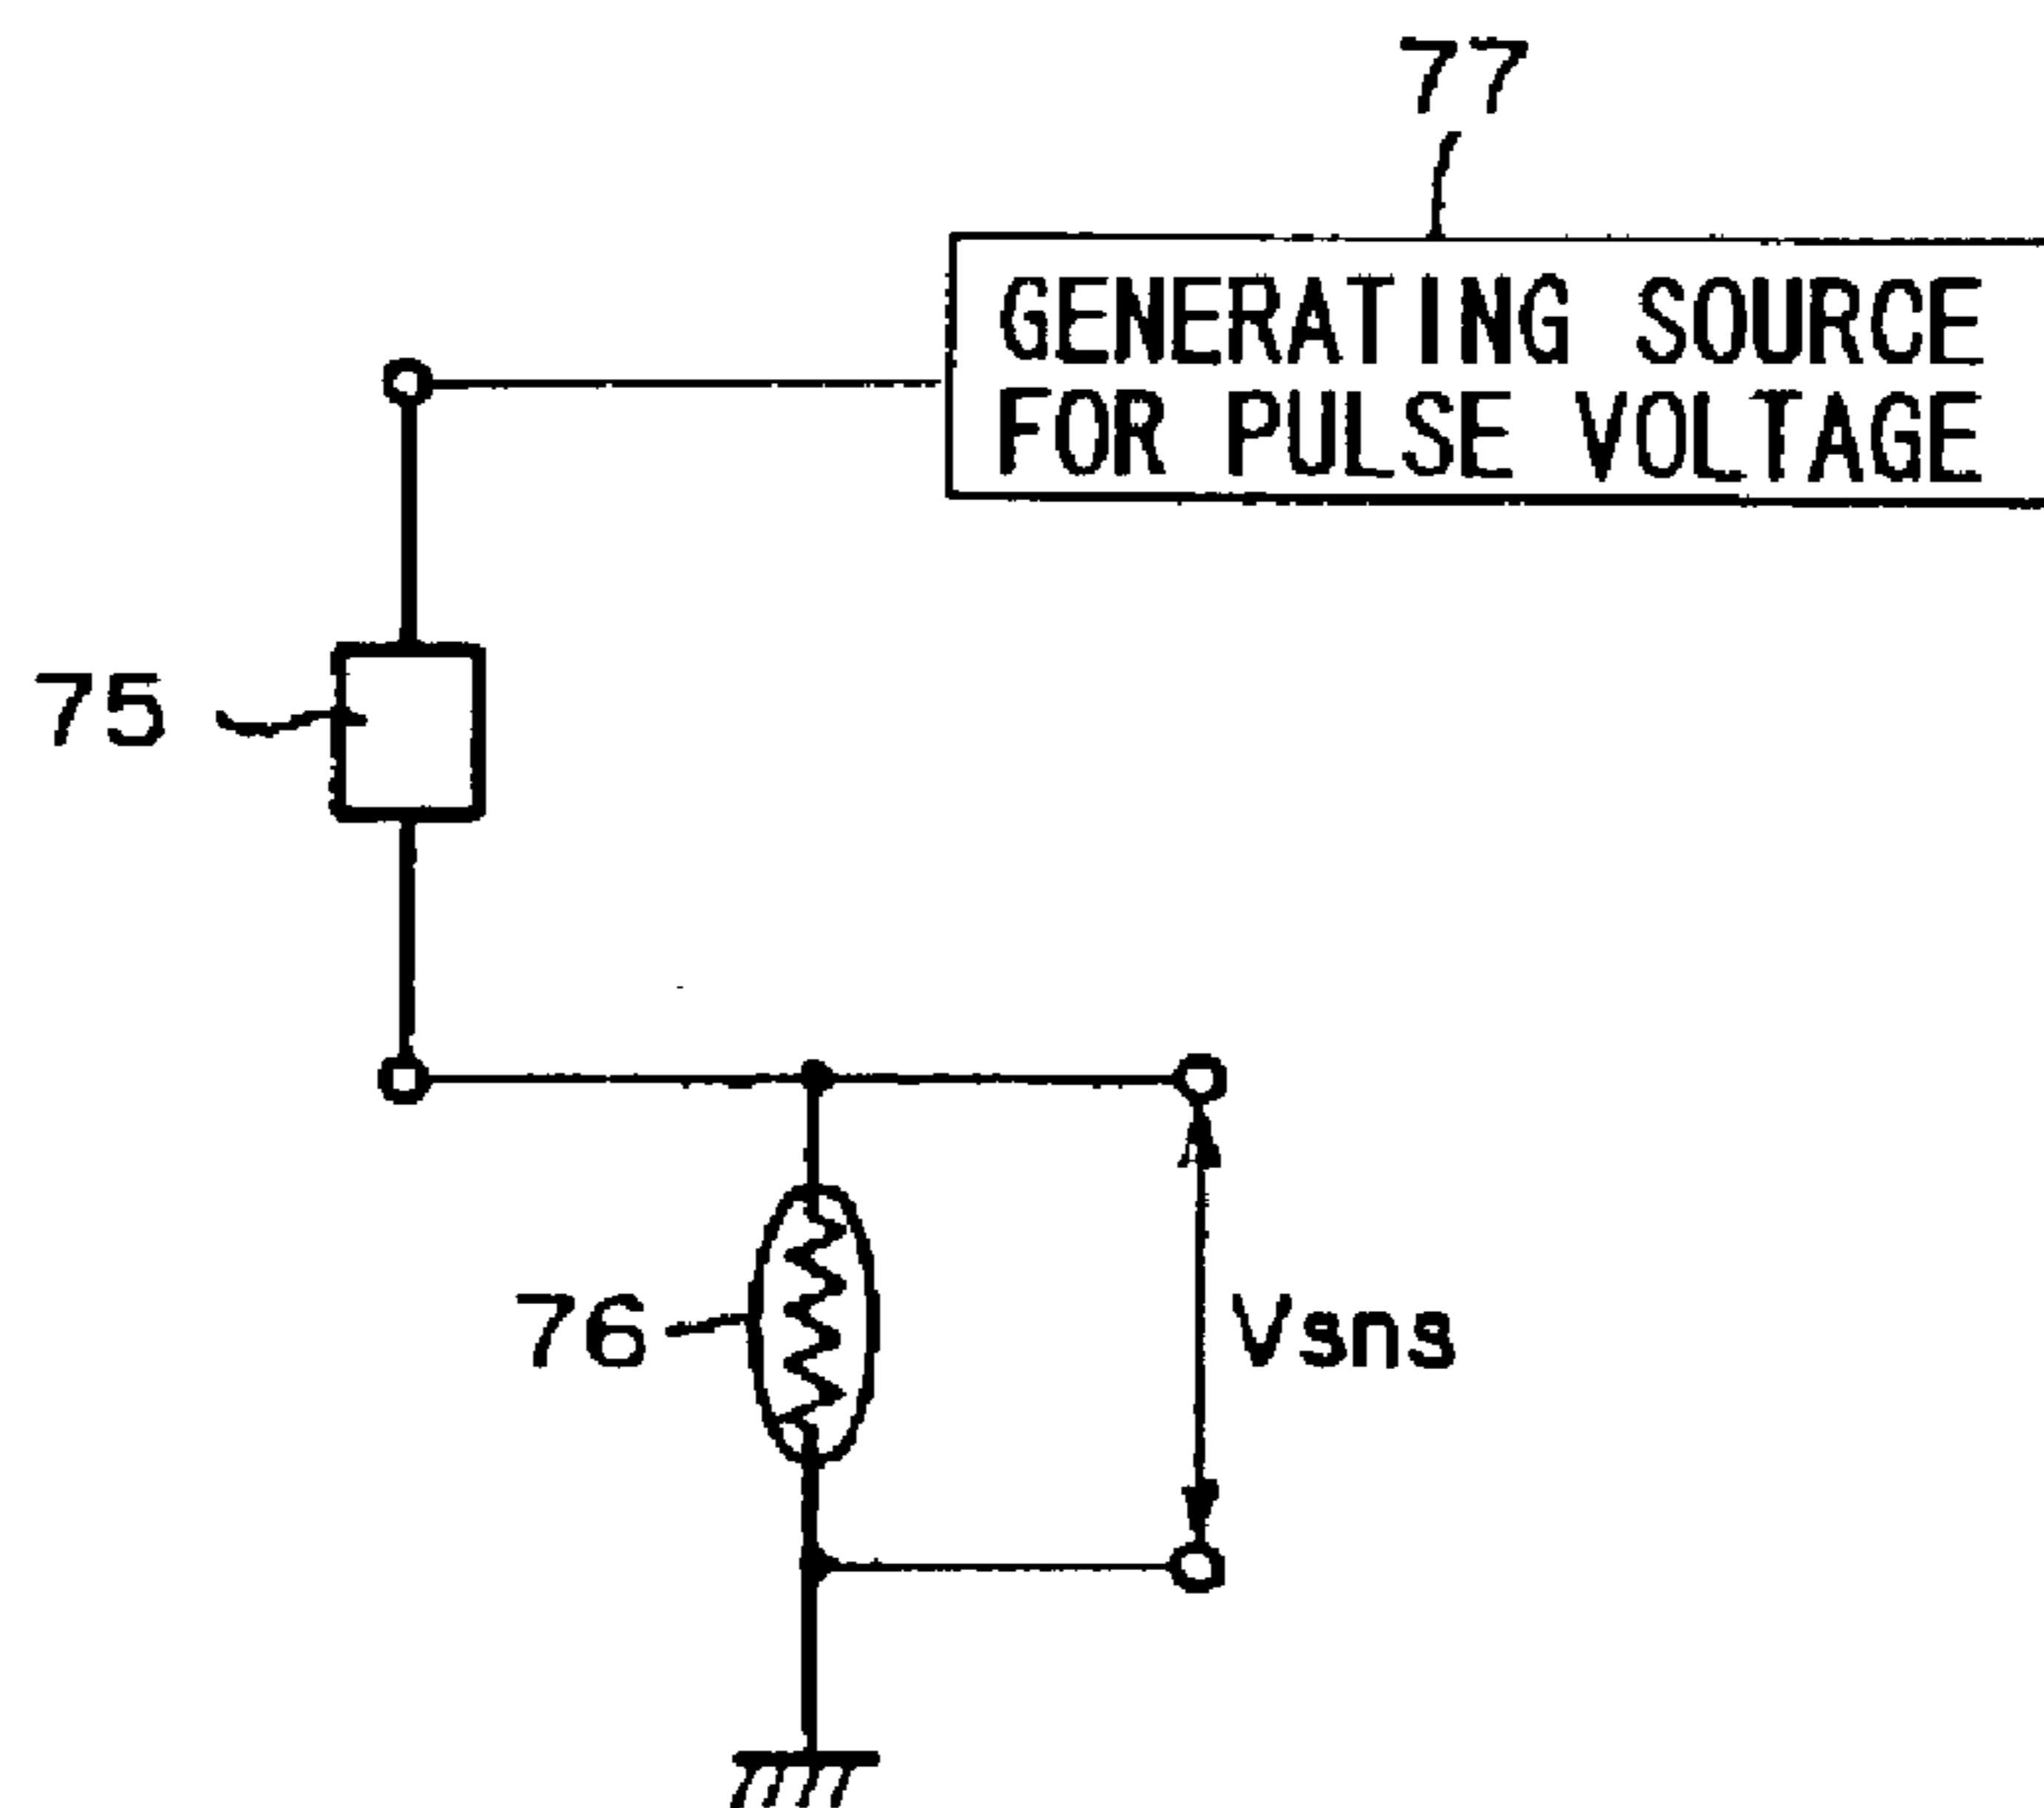 77
GENERATING SOURCE
FOR PULSE VOLTAGE
75
76
Vsns